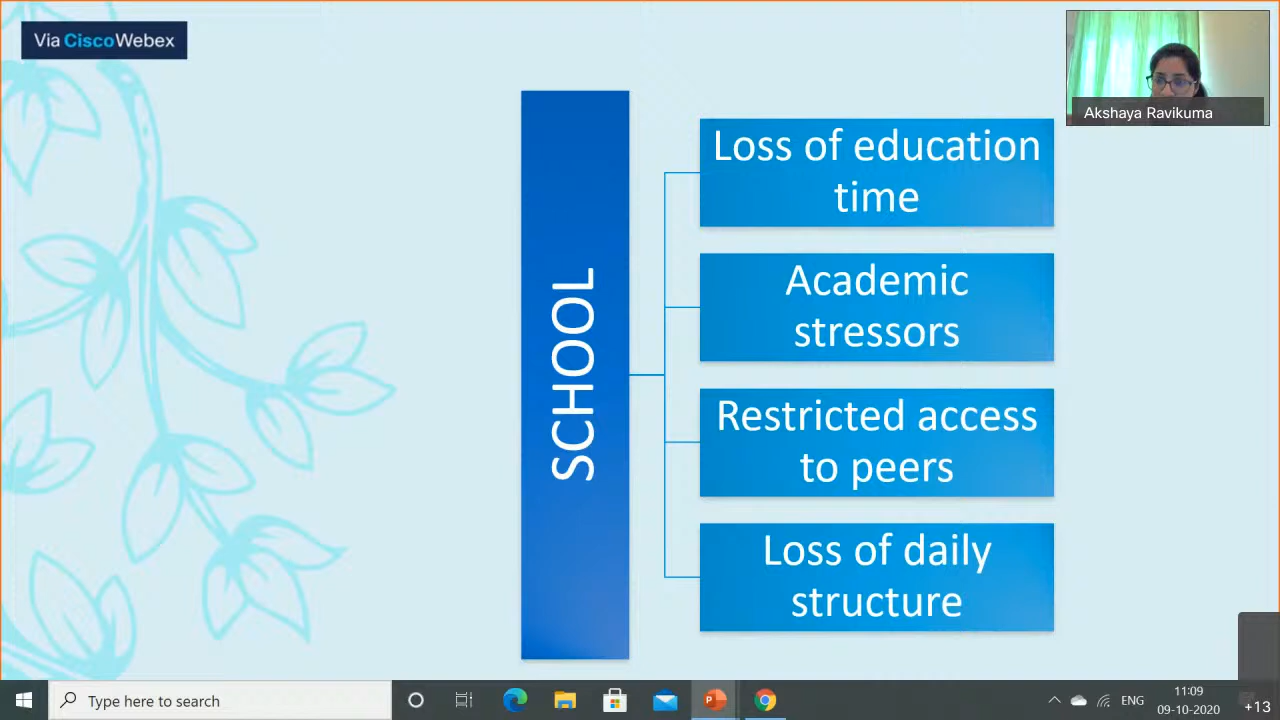 Via CiscoWebex
Akshaya Ravikuma
SCHOOL
Loss of education
time
Academic
stressors
Restricted access
to peers
Loss of daily
structure
Type here to search
ENG
11:09
09-10-2020
+13